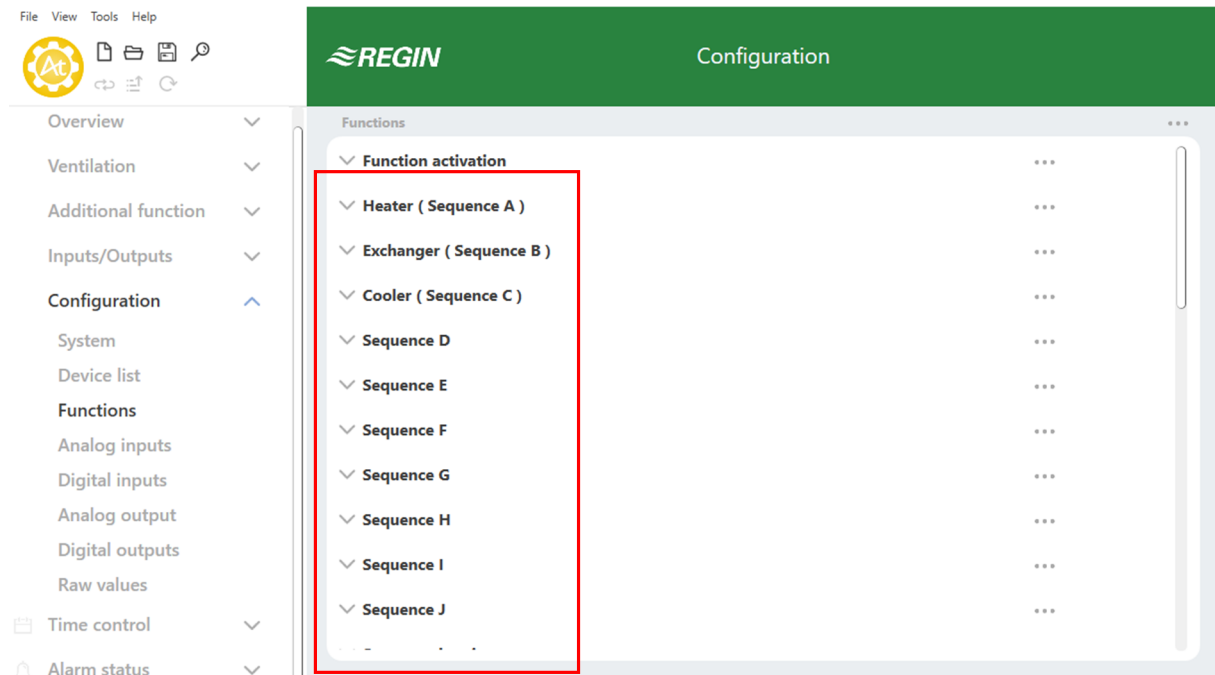 File View Tools Help
At
REGIN
Configuration
Overview
Ventilation
Additional function
Inputs/Outputs
Configuration
System
Device list
Functions
Analog inputs
Digital inputs
Analog output
Digital outputs
Raw values
Time control
Alarm status
Functions
Function activation
Heater ( Sequence A )
Exchanger ( Sequence B )
Cooler ( Sequence C )
Sequence D
Sequence E
Sequence F
Sequence G
Sequence H
Sequence I
Sequence J